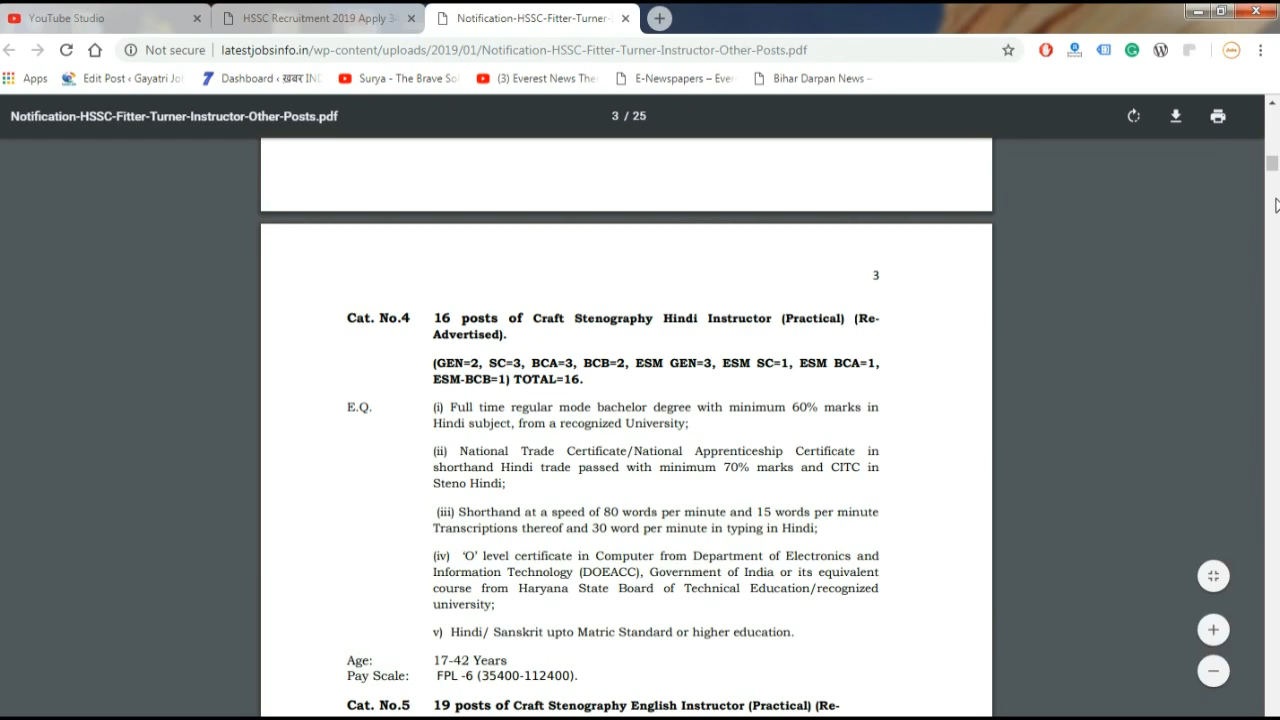 YouTube Studio
HSSC Recruitment 2019 Apply 34
Notification-HSSC-Fitter-Turner-
Not secure
latestjobsinfo.in/wp-content/uploads/2019/01/Notification-HSSC-Fitter-Turner-Instructor-Other-Posts.pdf
Apps
Edit Post ‹ Gayatri Jo
Dashboard ‹ ख़बर IND
Surya - The Brave So
(3) Everest News The
E-Newspapers – Ever
Bihar Darpan News –
Notification-HSSC-Fitter-Turner-Instructor-Other-Posts.pdf
3 / 25
3
Cat. No.4 16 posts of Craft Stenography Hindi Instructor (Practical) (Re-
Advertised).
(GEN=2, SC=3, BCA=3, BCB=2, ESM GEN=3, ESM SC=1, ESM BCA=1,
ESM-BCB=1) TOTAL=16.
E.Q. (i) Full time regular mode bachelor degree with minimum 60% marks in
Hindi subject, from a recognized University;
(ii) National Trade Certificate/National Apprenticeship Certificate in
shorthand Hindi trade passed with minimum 70% marks and CITC in
Steno Hindi;
(iii) Shorthand at a speed of 80 words per minute and 15 words per minute
Transcriptions thereof and 30 word per minute in typing in Hindi;
(iv) ‘O’ level certificate in Computer from Department of Electronics and
Information Technology (DOEACC), Government of India or its equivalent
course from Haryana State Board of Technical Education/recognized
university;
v) Hindi/ Sanskrit upto Matric Standard or higher education.
Age: 17-42 Years
Pay Scale: FPL -6 (35400-112400).
Cat. No.5 19 posts of Craft Stenography English Instructor (Practical) (Re-